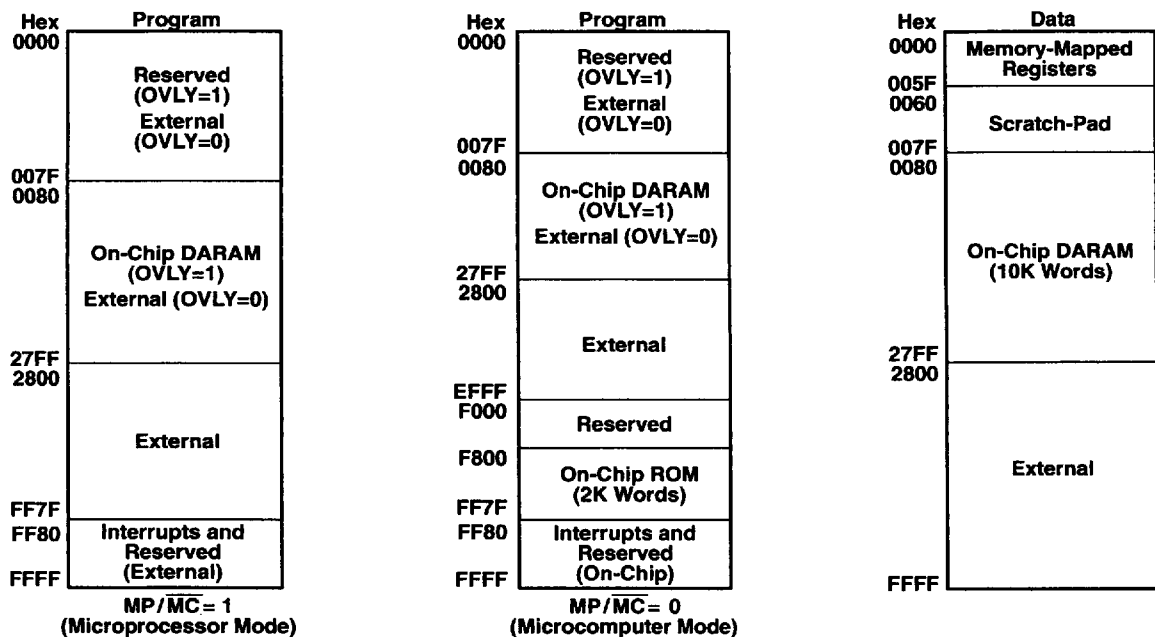 Hex
Program
0000
Reserved
(OVLY=1)
External
(OVLY=0)
007F
0080
On-Chip DARAM
(OVLY=1)
External (OVLY=0)
27FF
2800
External
FF7F
FF80
Interrupts and
Reserved
(External)
FFFF
MP/M̅C̅ = 1
(Microprocessor Mode)
Hex
Program
0000
Reserved
(OVLY=1)
External
(OVLY=0)
007F
0080
On-Chip DARAM
(OVLY=1)
External (OVLY=0)
27FF
2800
External
EFFF
F000
Reserved
F800
On-Chip ROM
(2K Words)
FF7F
FF80
Interrupts and
Reserved
(On-Chip)
FFFF
MP/M̅C̅ = 0
(Microcomputer Mode)
Hex
Data
0000
Memory-Mapped
Registers
005F
0060
Scratch-Pad
007F
0080
On-Chip DARAM
(10K Words)
27FF
2800
External
FFFF